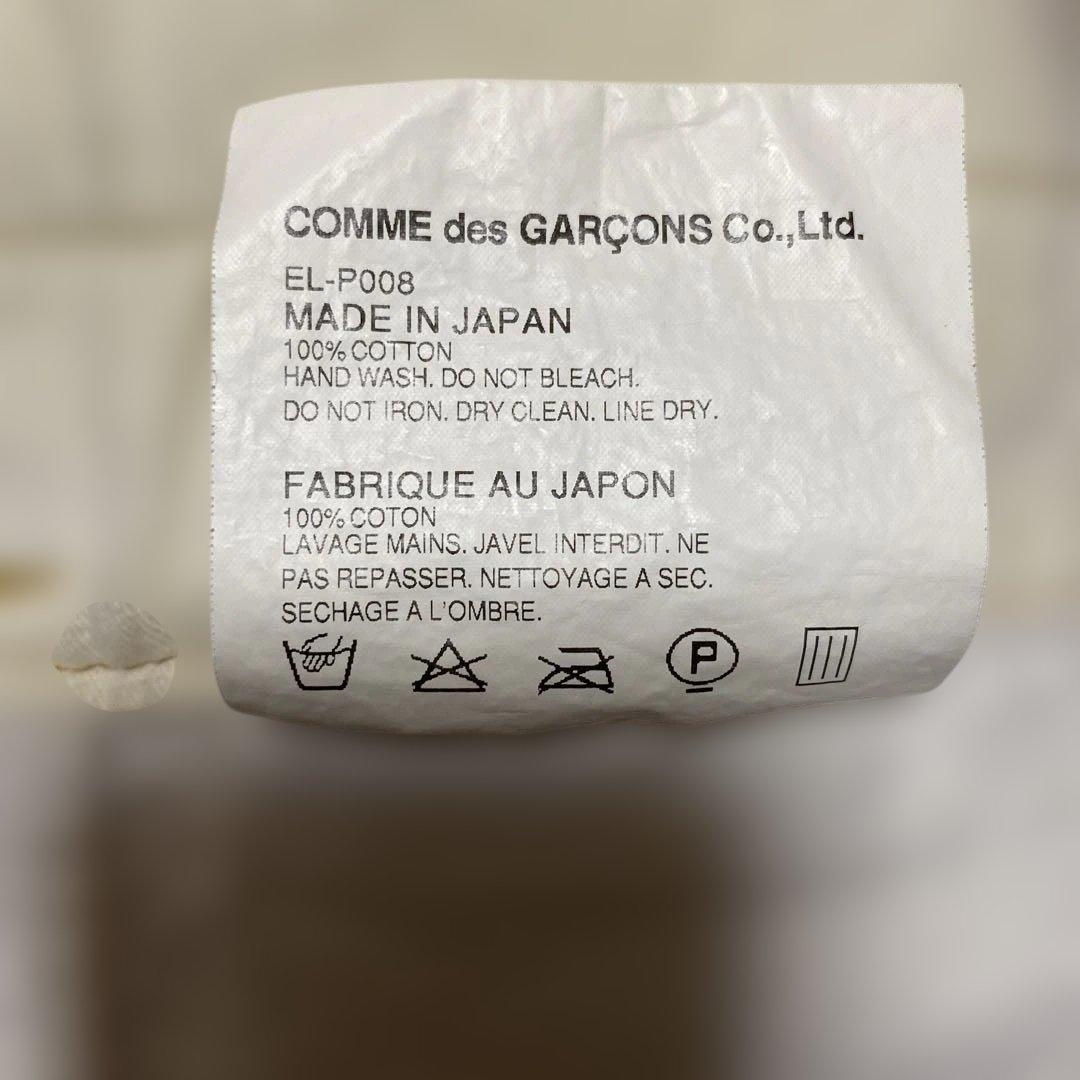 COMME des GARÇONS Co.,Ltd.
EL-P008
MADE IN JAPAN
100% COTTON
HAND WASH. DO NOT BLEACH.
DO NOT IRON. DRY CLEAN. LINE DRY.
FABRIQUE AU JAPON
100% COTON
LAVAGE MAINS. JAVEL INTERDIT. NE
PAS REPASSER. NETTOYAGE A SEC.
SECHAGE A L'OMBRE.
P